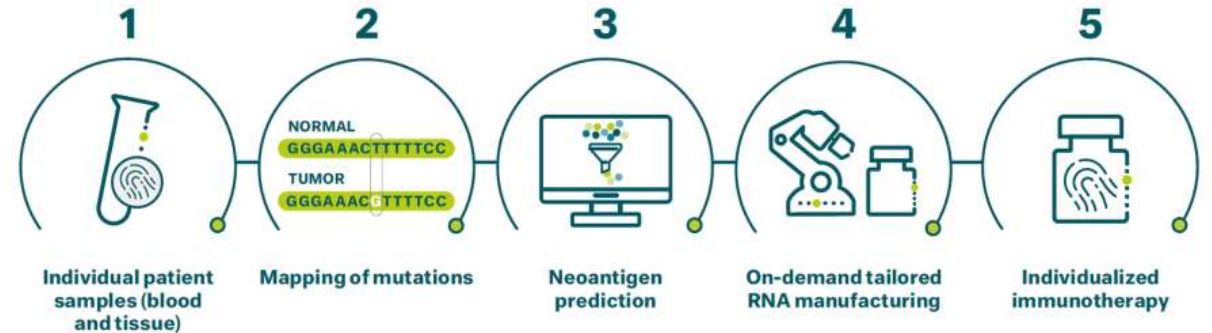 1
2
3
4
5
NORMAL
GGGAAACTTTTTCC
TUMOR
GGGAAACGTTTTCC
Individual patient
samples (blood
and tissue)
Mapping of mutations
Neoantigen
prediction
On-demand tailored
RNA manufacturing
Individualized
immunotherapy